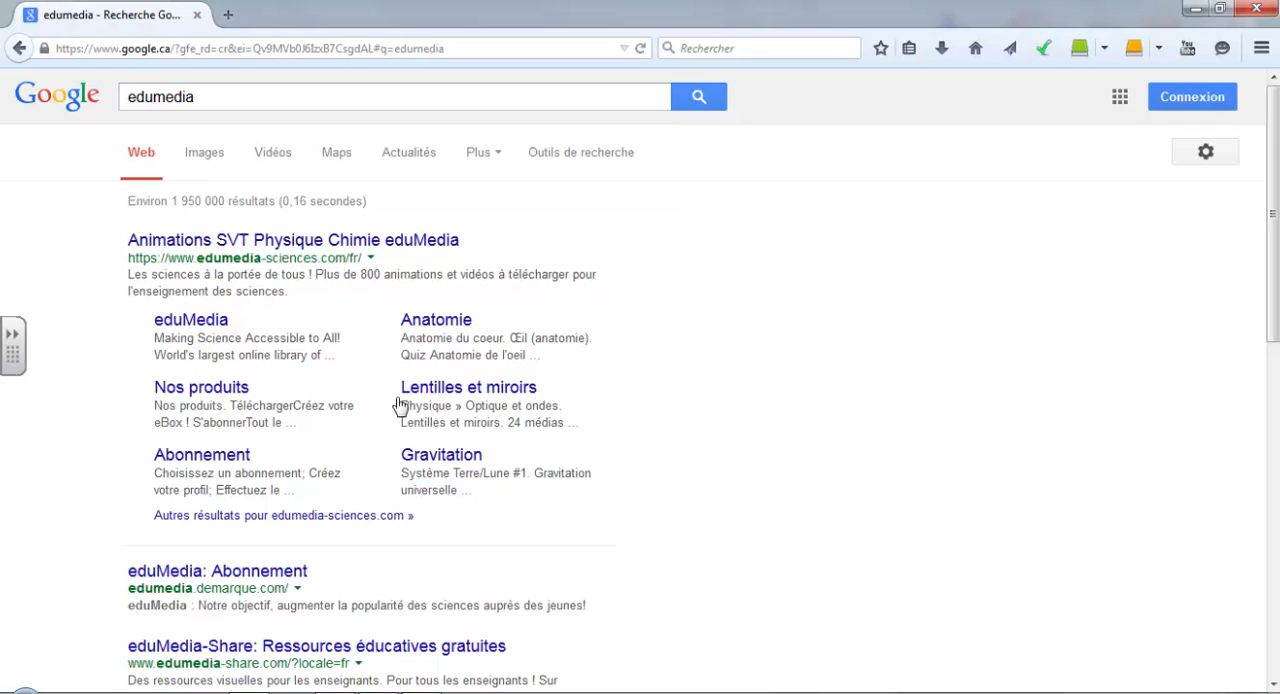 edumedia - Recherche Go...
https://www.google.ca/?gfe_rd=cr&ei=Qv9MVb0J6IzxB7CsgdAL#q=edumedia
Rechercher
You
Google
edumedia
Connexion
Web Images Vidéos Maps Actualités Plus Outils de recherche
Environ 1 950 000 résultats (0,16 secondes)
Animations SVT Physique Chimie eduMedia
https://www.edumedia-sciences.com/fr/
Les sciences à la portée de tous ! Plus de 800 animations et vidéos à télécharger pour
l'enseignement des sciences.
eduMedia
Making Science Accessible to All!
World's largest online library of ...
Anatomie
Anatomie du coeur. Œil (anatomie).
Quiz Anatomie de l'oeil ...
Nos produits
Nos produits. TéléchargerCréez votre
eBox ! S'abonnerTout le ...
Lentilles et miroirs
Physique » Optique et ondes.
Lentilles et miroirs. 24 médias ...
Abonnement
Choisissez un abonnement; Créez
votre profil; Effectuez le ...
Gravitation
Système Terre/Lune #1. Gravitation
universelle ...
Autres résultats pour edumedia-sciences.com »
eduMedia: Abonnement
edumedia.demarque.com/
eduMedia : Notre objectif, augmenter la popularité des sciences auprès des jeunes!
eduMedia-Share: Ressources éducatives gratuites
www.edumedia-share.com/?locale=fr
Des ressources visuelles pour les enseignants. Pour tous les enseignants ! Sur